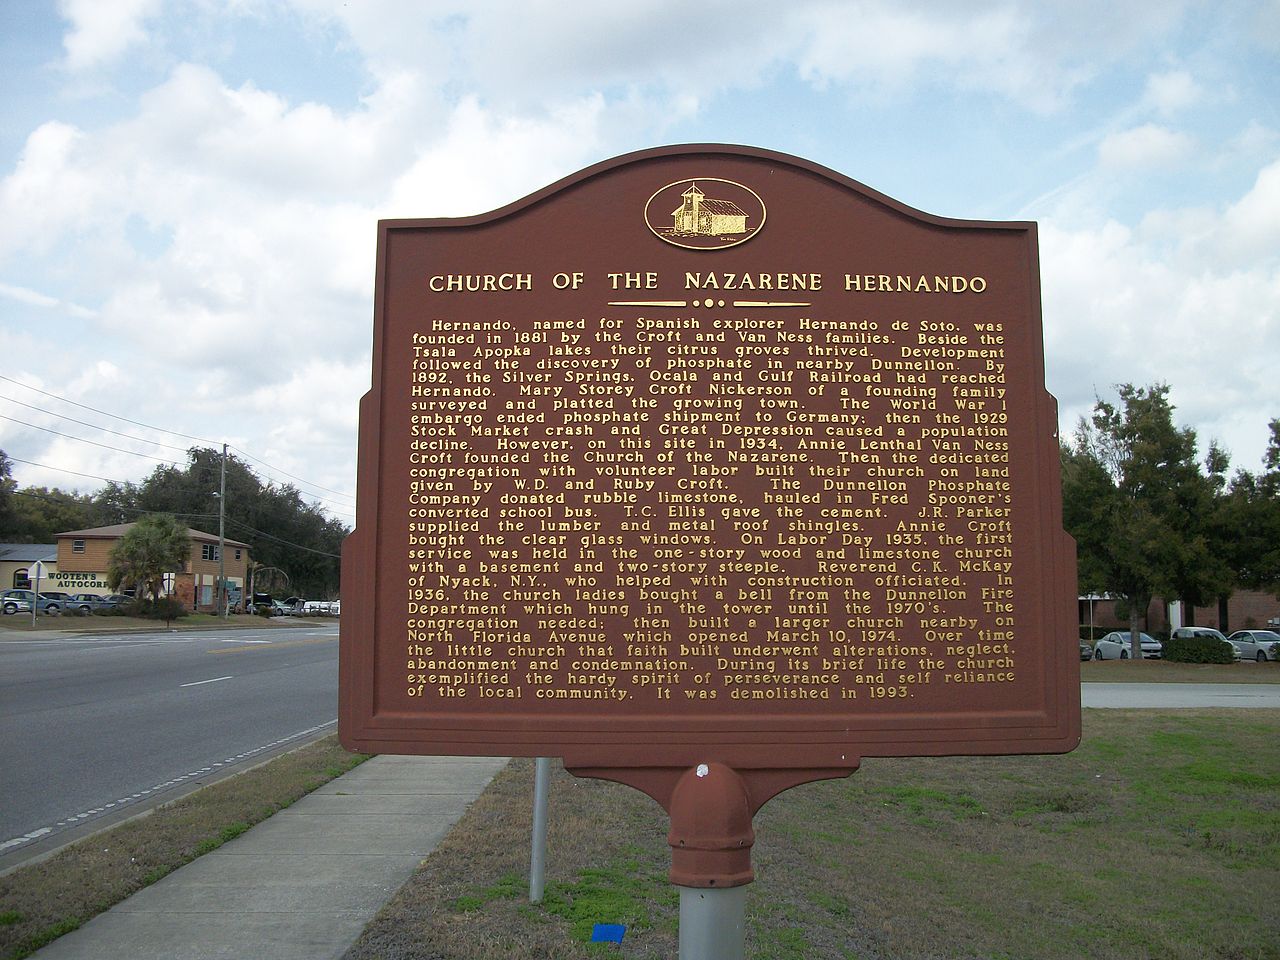 CHURCH OF THE NAZARENE HERNANDO
Hernando, named for Spanish explorer Hernando de Soto, was
founded in 1881 by the Croft and Van Ness families. Beside the
Tsala Apopka lakes their citrus groves thrived. Development
followed the discovery of phosphate in nearby Dunnellon. By
1892, the Silver Springs, Ocala and Gulf Railroad had reached
Hernando. Mary Storey Croft Nickerson of a founding family
surveyed and platted the growing town. The World War I
embargo ended phosphate shipment to Germany; then the 1929
Stock Market crash and Great Depression caused a population
decline. However, on this site in 1934, Annie Lenthal Van Ness
Croft founded the Church of the Nazarene. Then the dedicated
congregation with volunteer labor built their church on land
given by W.D. and Ruby Croft. The Dunnellon Phosphate
Company donated rubble limestone, hauled in Fred Spooner's
converted school bus. T.C. Ellis gave the cement. J.R. Parker
supplied the lumber and metal roof shingles. Annie Croft
bought the clear glass windows. On Labor Day 1935, the first
service was held in the one-story wood and limestone church
with a basement and two-story steeple. Reverend C.K. McKay
of Nyack, N.Y., who helped with construction officiated. In
1936, the church ladies bought a bell from the Dunnellon Fire
Department which hung in the tower until the 1970's. The
congregation needed; then built a larger church nearby on
North Florida Avenue which opened March 10, 1974. Over time
the little church that faith built underwent alterations, neglect,
abandonment and condemnation. During its brief life the church
exemplified the hardy spirit of perseverance and self reliance
of the local community. It was demolished in 1993.
WOOTEN'S